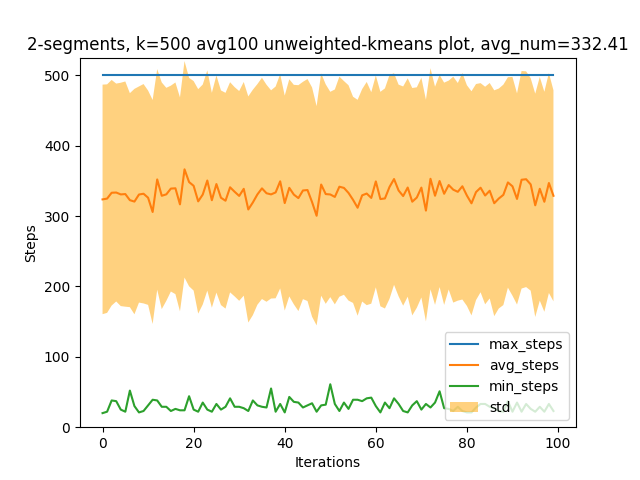 2-segments, k=500 avg100 unweighted-kmeans plot, avg_num=332.41
500
400
300
200
100
0
Steps
0 20 40 60 80 100
Iterations
max_steps
avg_steps
min_steps
std